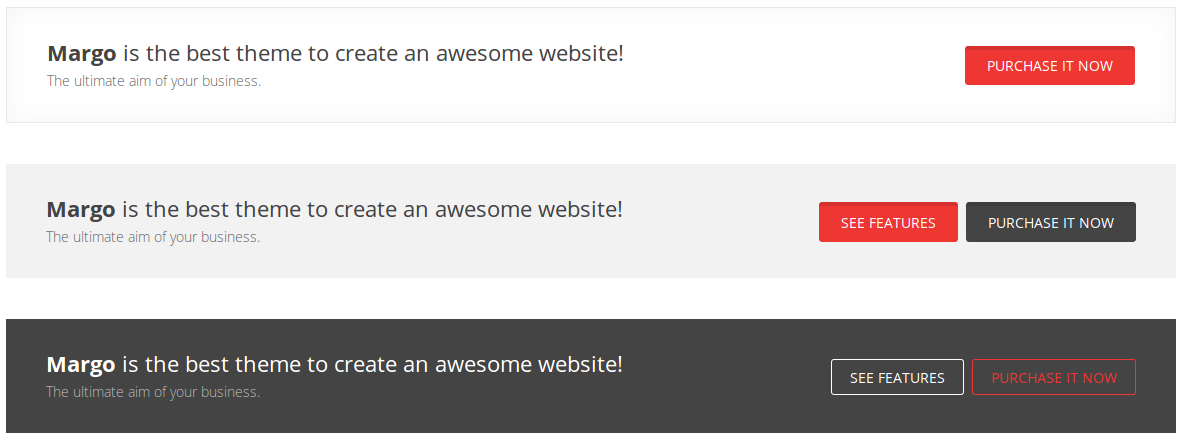 Margo is the best theme to create an awesome website!
The ultimate aim of your business.
PURCHASE IT NOW
Margo is the best theme to create an awesome website!
The ultimate aim of your business.
SEE FEATURES
PURCHASE IT NOW
Margo is the best theme to create an awesome website!
The ultimate aim of your business.
SEE FEATURES
PURCHASE IT NOW